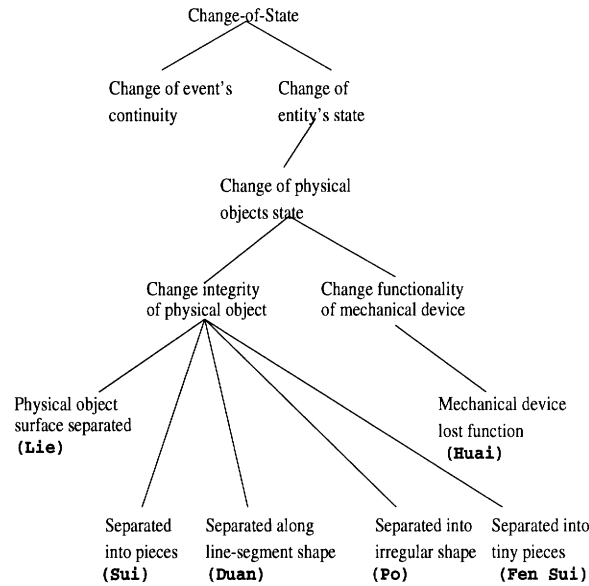 Change-of-State
Change of event's
continuity
Change of
entity's state
Change of physical
objects state
Change integrity
of physical object
Change functionality
of mechanical device
Physical object
surface separated
(Lie)
Mechanical device
lost function
(Huai)
Separated
into pieces
(Sui)
Separated along
line-segment shape
(Duan)
Separated into
irregular shape
(Po)
Separated into
tiny pieces
(Fen Sui)